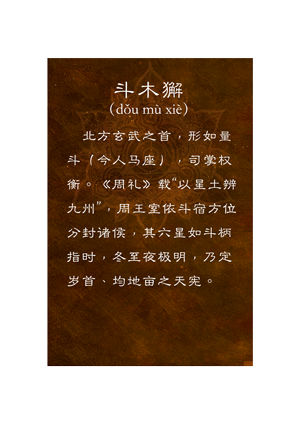 斗木獬
（dǒu mù xiè）
北方玄武之首，形如量
斗（今人马座），司掌权
衡。《周礼》载“以星土辨
九州”，周王室依斗宿方位
分封诸侯，其六星如斗柄
指时，冬至夜极明，乃定
岁首、均地亩之天宪。